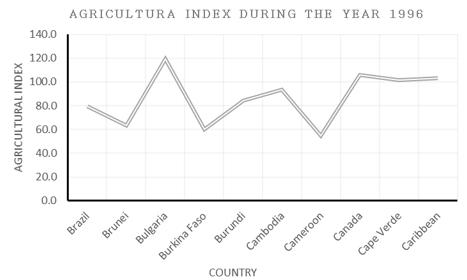 AGRICULTURA INDEX DURING THE YEAR 1996
140.0
120.0
100.0
80.0
60.0
40.0
20.0
0.0
AGRICULTURAL INDEX
Brazil
Brunei
Bulgaria
Burkina Faso
Burundi
Cambodia
Cameroon
Canada
Cape Verde
Caribbean
COUNTRY